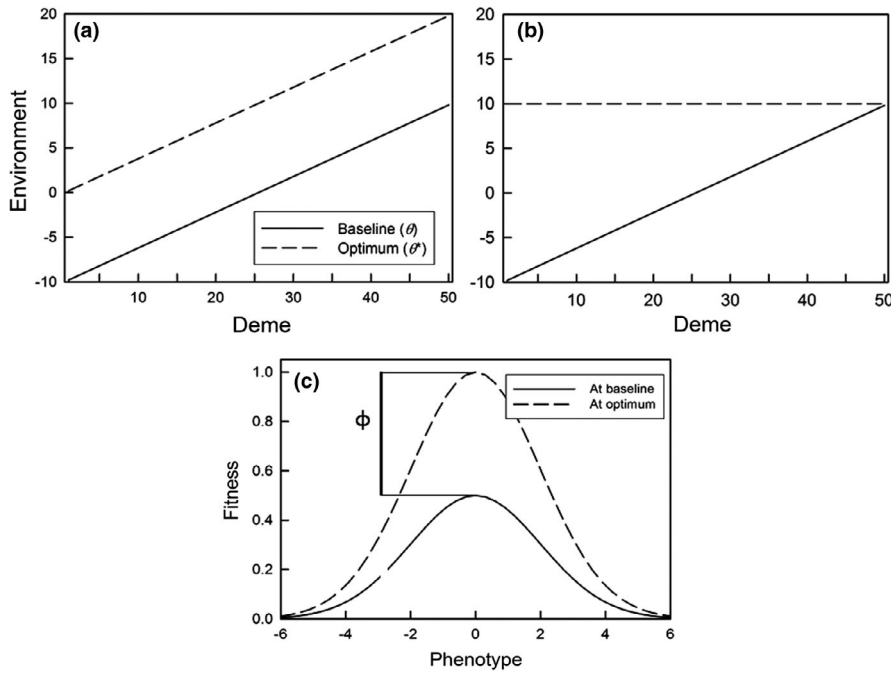 (a)
20
15
10
5
0
-5
-10
Environment
Baseline (θ)
Optimum (θ*)
10
20
30
40
50
Deme
(b)
20
15
10
5
0
-5
-10
10
20
30
40
50
Deme
(c)
1.0
0.8
0.6
0.4
0.2
0.0
Fitness
ϕ
At baseline
At optimum
-6
-4
-2
0
2
4
6
Phenotype